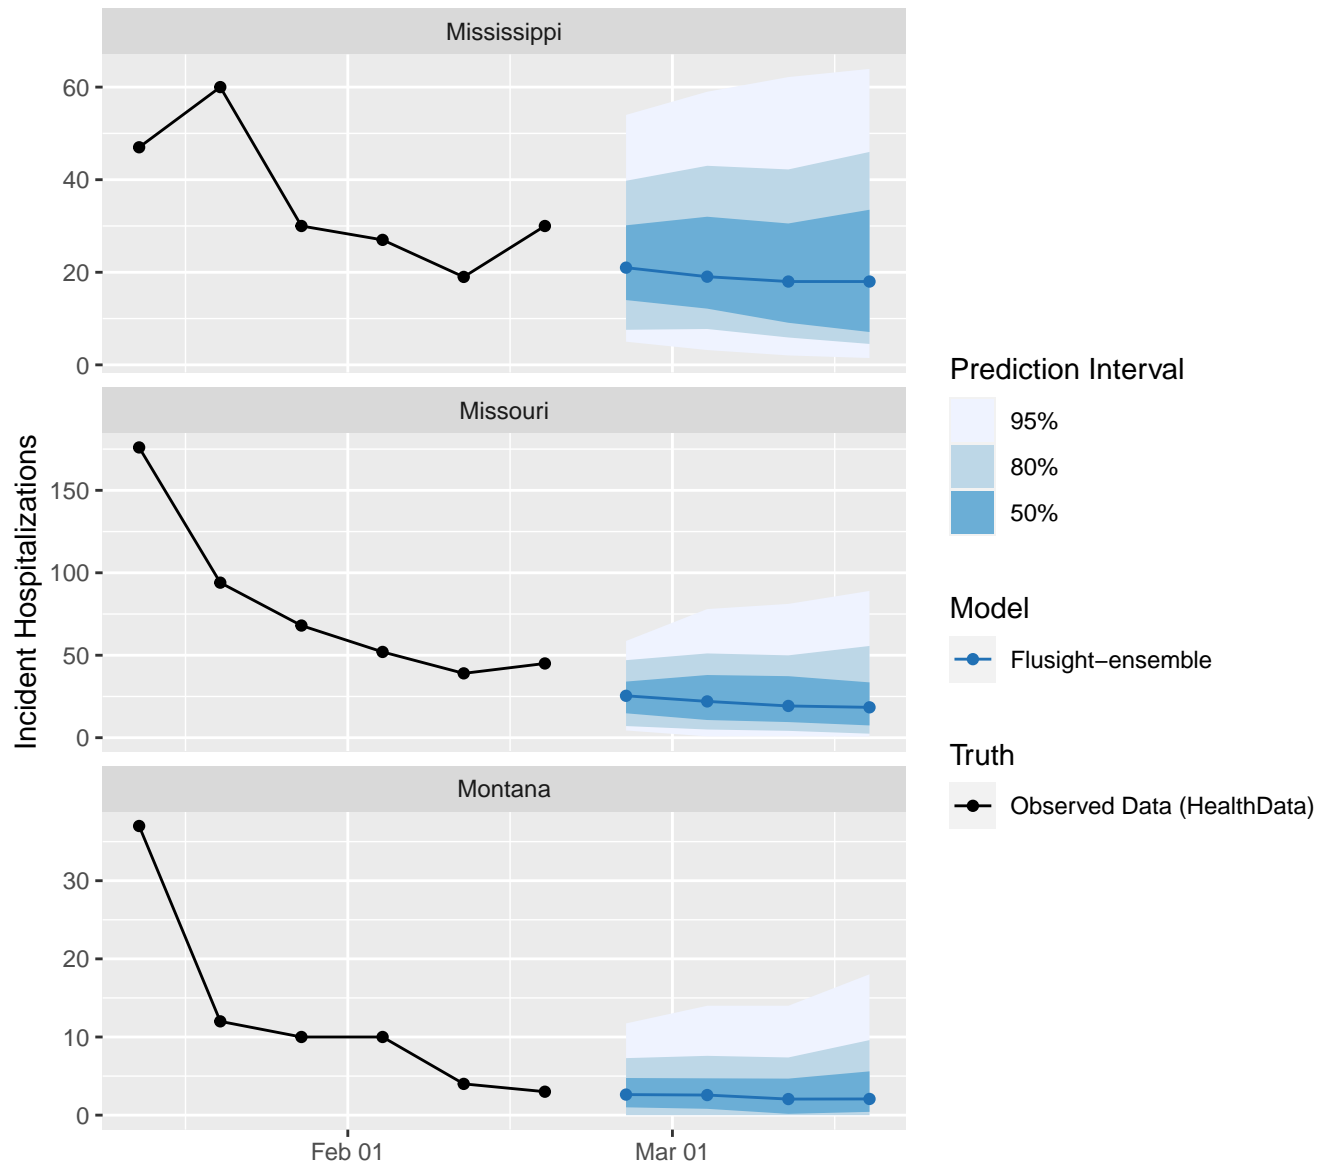 Mississippi
60
40
20
0
Missouri
150
100
50
0
Montana
30
20
10
0
Feb 01
Mar 01
Incident Hospitalizations
Prediction Interval
95%
80%
50%
Model
Flusight−ensemble
Truth
Observed Data (HealthData)